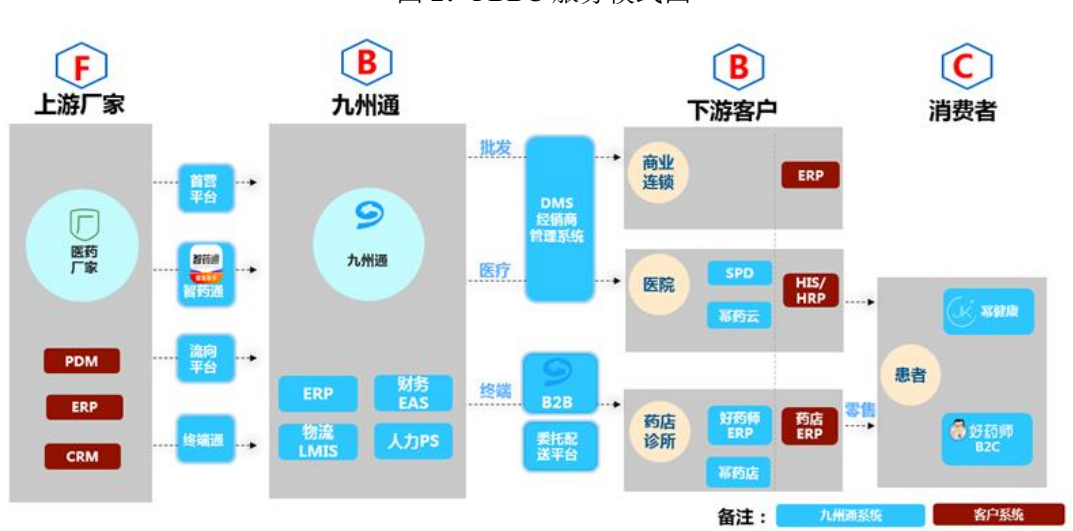 F
上游厂家
B
九州通
B
下游客户
C
消费者
医药
厂家
PDM
ERP
CRM
首营
平台
智药通
智药通
流向
平台
终端通
九州通
ERP
财务
EAS
物流
LMIS
人力PS
批发
医疗
终端
DMS
经销商
管理系统
B2B
委托配
送平台
商业
连锁
ERP
医院
SPD
幂药云
HIS/
HRP
药店
诊所
好药师
ERP
幂药店
药店
ERP
零售
患者
JK 幂健康
好药师
B2C
备注：
九州通系统
客户系统